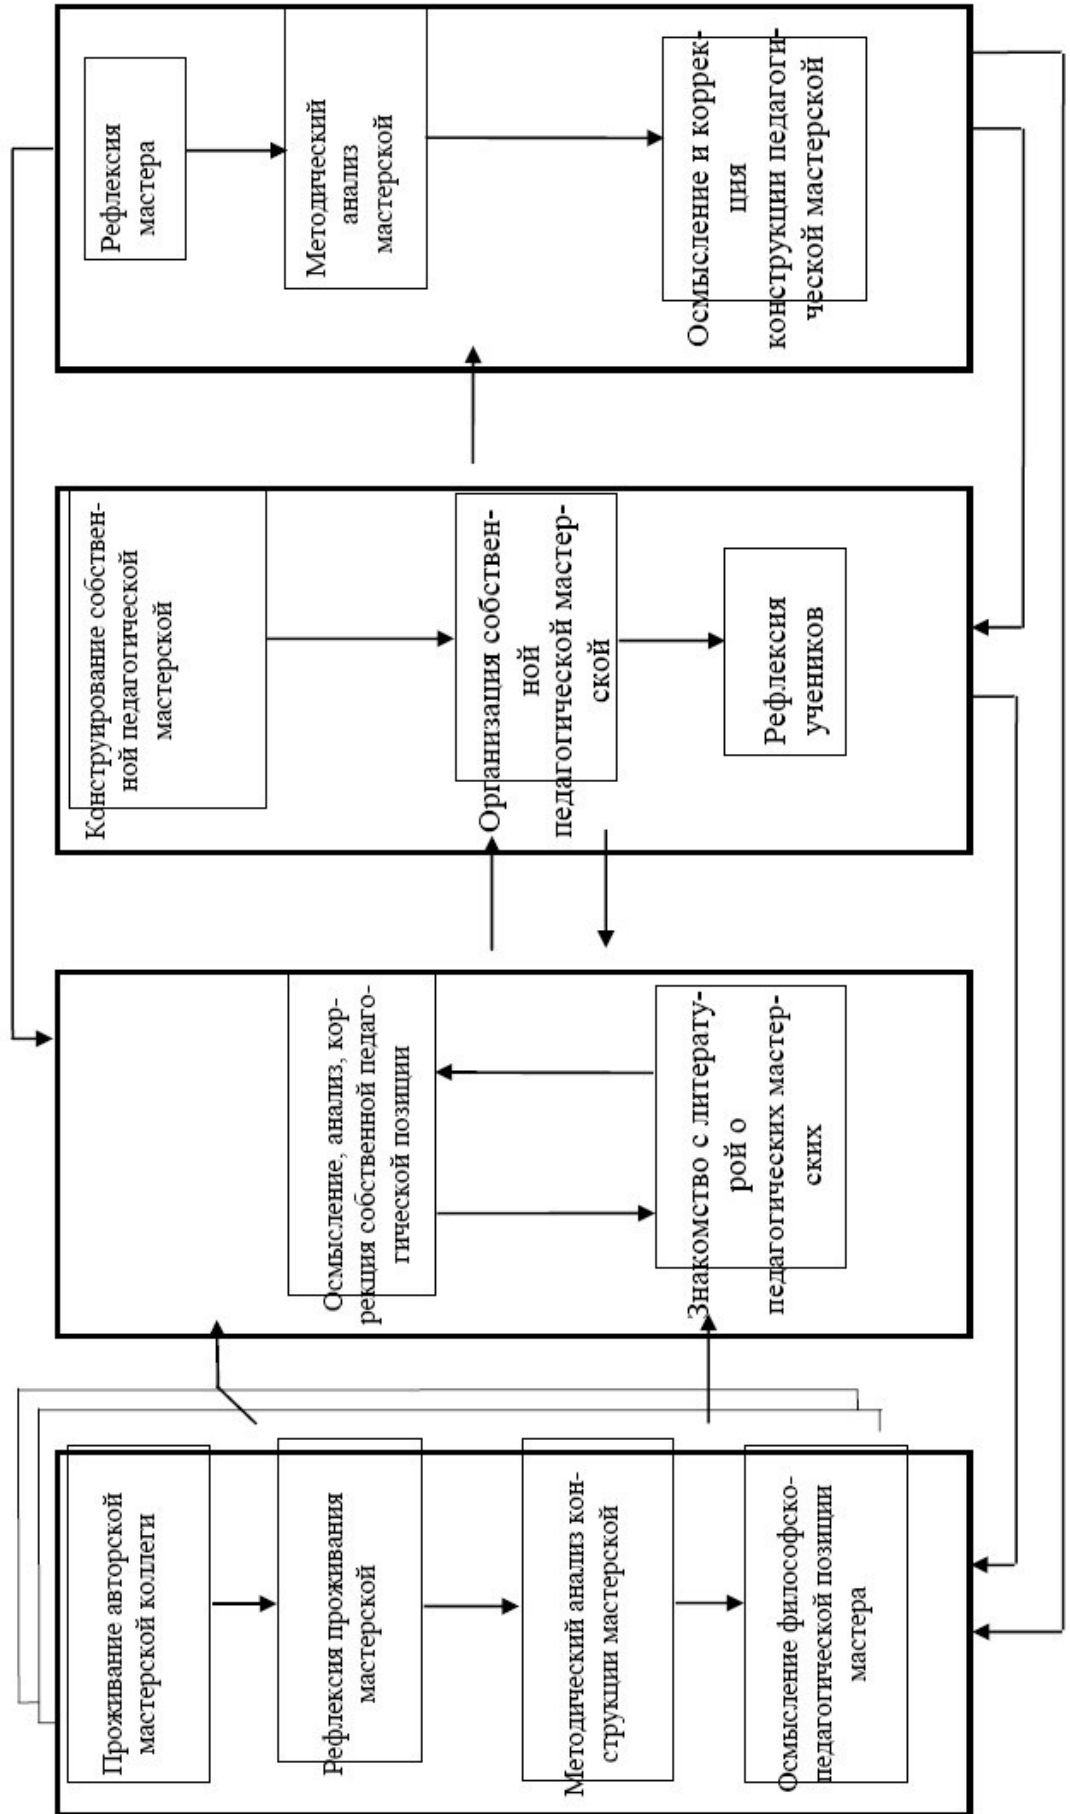 Проживание авторской
мастерской коллеги
Рефлексия проживания
мастерской
Методический анализ кон-
струкции мастерской
Осмысление философско-
педагогической позиции
мастера
Осмысление, анализ, кор-
рекция собственной педаго-
гической позиции
Знакомство с литерату-
рой о
педагогических мастер-
ских
Конструирование собствен-
ной педагогической
мастерской
Организация собствен-
ной
педагогической мастер-
ской
Рефлексия
учеников
Рефлексия
мастера
Методический
анализ
мастерской
Осмысление и коррек-
ция
конструкции педагоги-
ческой мастерской